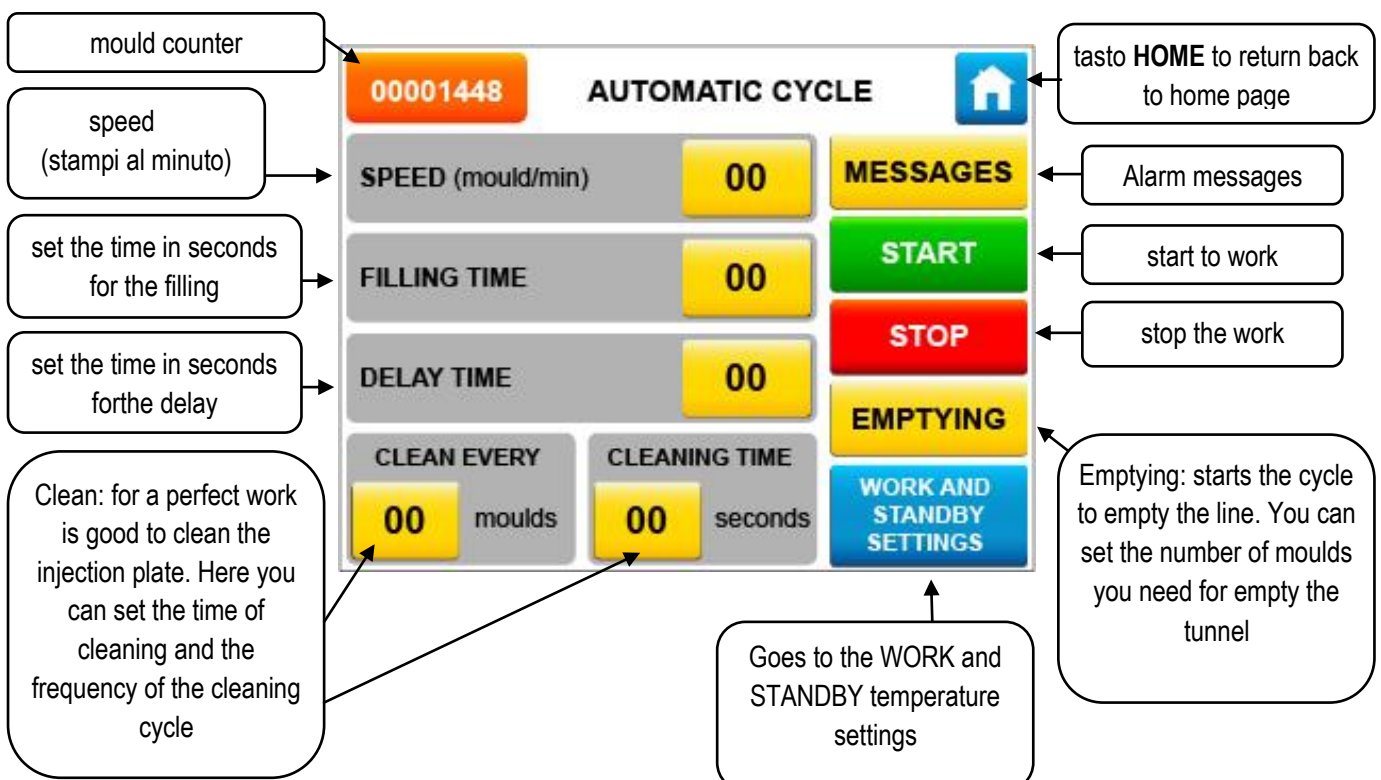 mould counter
speed
(stampi al minuto)
set the time in seconds
for the filling
set the time in seconds
forthe delay
Clean: for a perfect work
is good to clean the
injection plate. Here you
can set the time of
cleaning and the
frequency of the cleaning
cycle
00001448
AUTOMATIC CYCLE
SPEED (mould/min)
00
FILLING TIME
00
DELAY TIME
00
CLEAN EVERY
00 moulds
CLEANING TIME
00 seconds
MESSAGES
START
STOP
EMPTYING
WORK AND
STANDBY
SETTINGS
tasto HOME to return back
to home page
Alarm messages
start to work
stop the work
Emptying: starts the cycle
to empty the line. You can
set the number of moulds
you need for empty the
tunnel
Goes to the WORK and
STANDBY temperature
settings